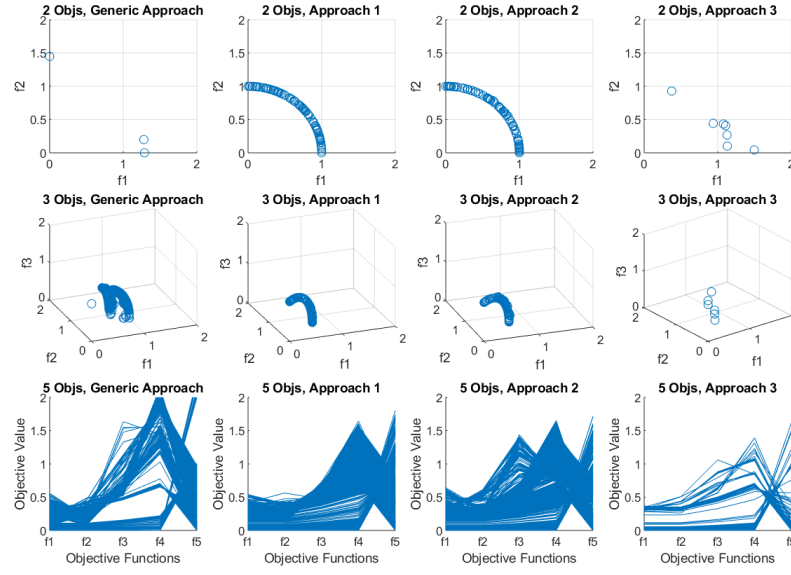 2 Objs, Generic Approach
2 Objs, Approach 1
2 Objs, Approach 2
2 Objs, Approach 3
2
1.5
1
0.5
0
f2
0 1 2
f1
2
1.5
1
0.5
0
f2
0 1 2
f1
2
1.5
1
0.5
0
f2
0 1 2
f1
2
1.5
1
0.5
0
f2
0 1 2
f1
3 Objs, Generic Approach
3 Objs, Approach 1
3 Objs, Approach 2
3 Objs, Approach 3
2
1
0
f3
2
1
0
f2
0
1
2
f1
2
1
0
f3
2
1
0
f2
0
1
2
f1
2
1
0
f3
2
1
0
f2
0
1
2
f1
2
1
0
f3
2
1
0
f2
0
1
2
f1
5 Objs, Generic Approach
5 Objs, Approach 1
5 Objs, Approach 2
5 Objs, Approach 3
2
1.5
1
0.5
0
Objective Value
f1 f2 f3 f4 f5
Objective Functions
2
1.5
1
0.5
0
Objective Value
f1 f2 f3 f4 f5
Objective Functions
2
1.5
1
0.5
0
Objective Value
f1 f2 f3 f4 f5
Objective Functions
2
1.5
1
0.5
0
Objective Value
f1 f2 f3 f4 f5
Objective Functions